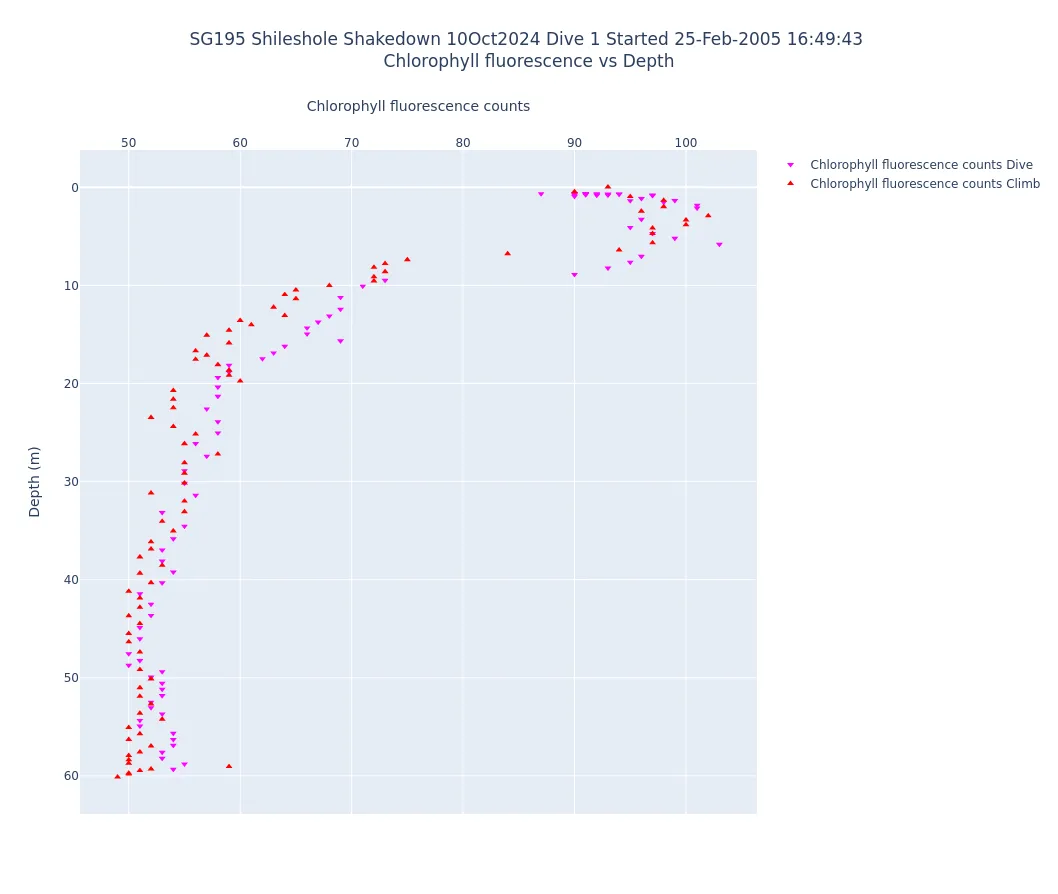 SG195 Shileshole Shakedown 10Oct2024 Dive 1 Started 25-Feb-2005 16:49:43
Chlorophyll fluorescence vs Depth
Chlorophyll fluorescence counts
50 60 70 80 90 100
Chlorophyll fluorescence counts Dive
Chlorophyll fluorescence counts Climb
0
10
20
30
40
50
60
Depth (m)